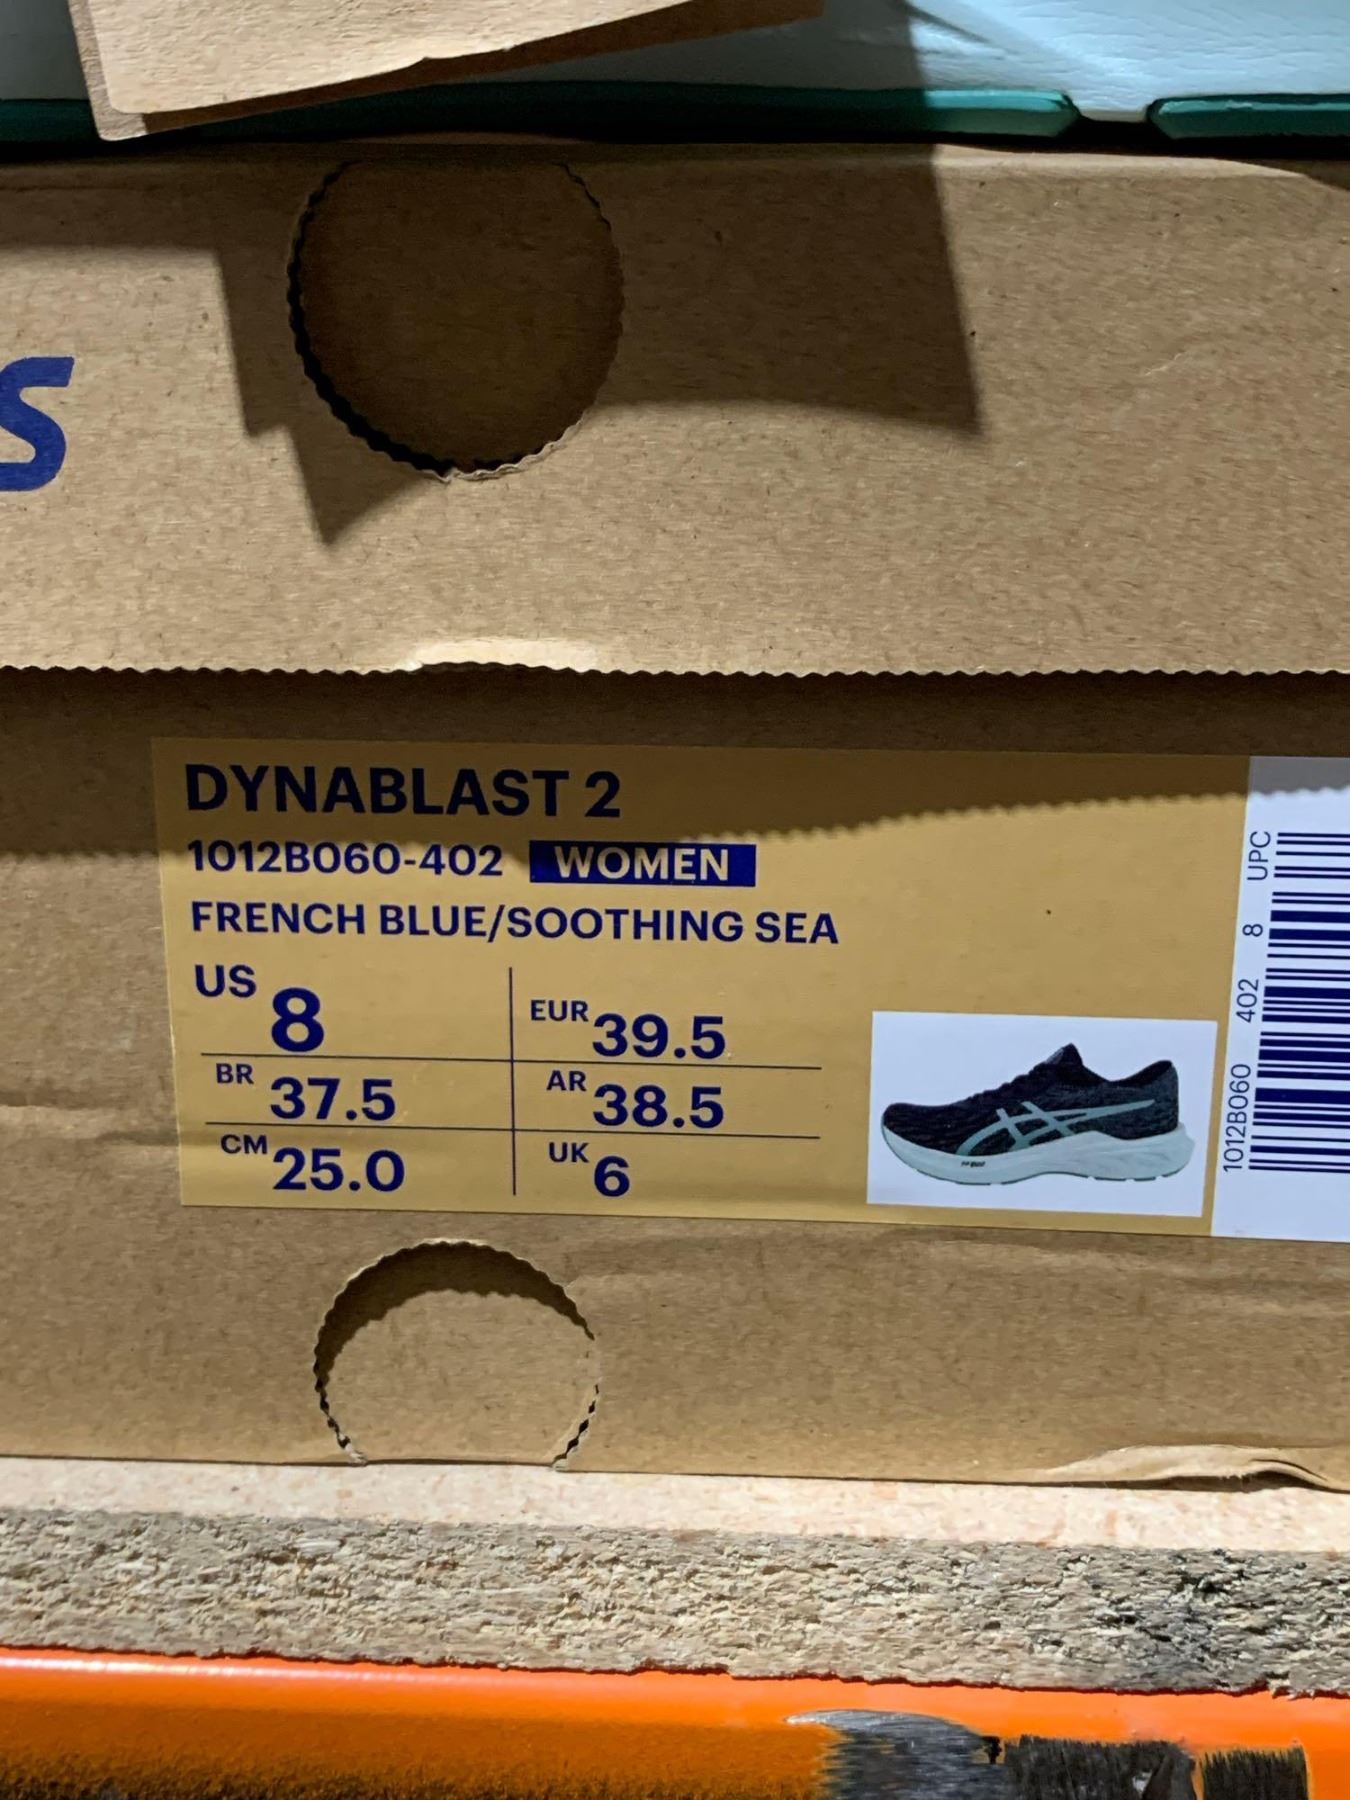 S
DYNABLAST 2
1012B060-402 WOMEN
FRENCH BLUE/SOOTHING SEA
US 8 EUR 39.5
BR 37.5 AR 38.5
CM 25.0 UK 6
1012B060 402 8 UPC